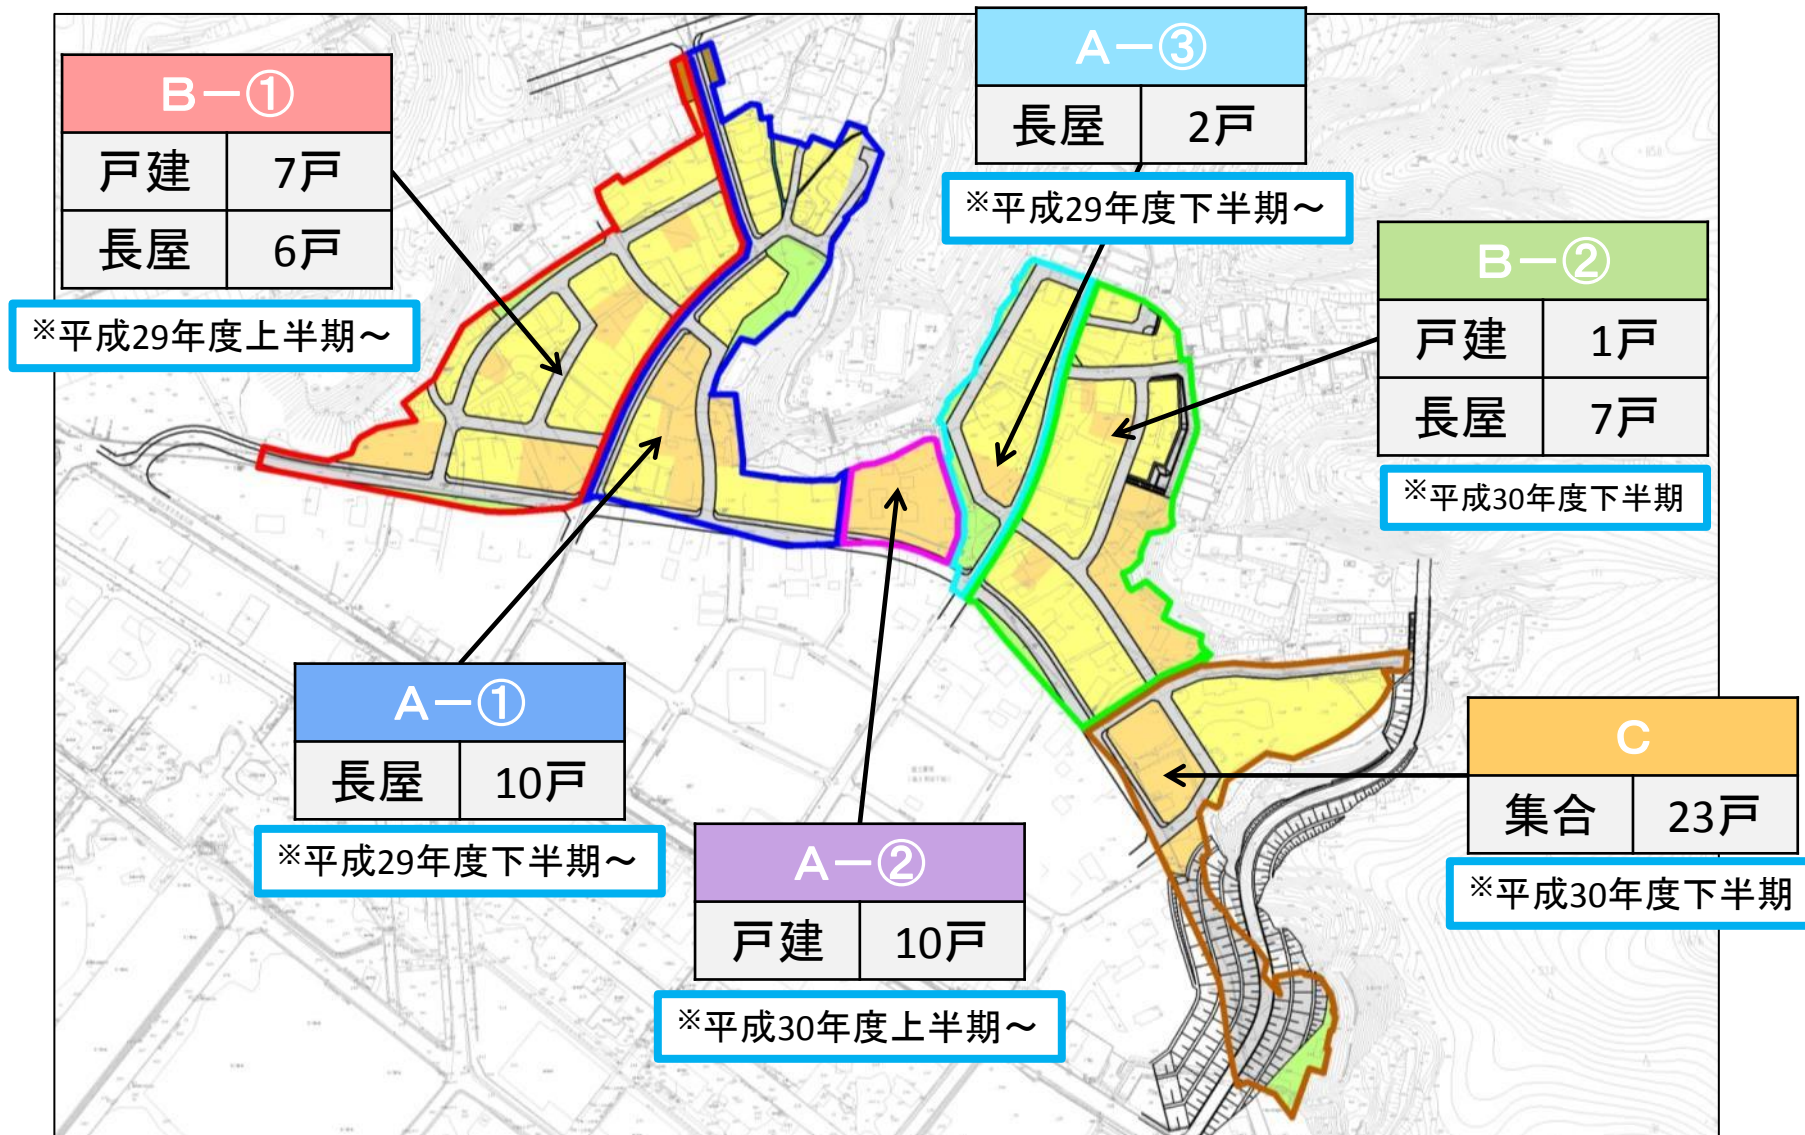 B－①
戸建 7戸
長屋 6戸
※平成29年度上半期～
A－③
長屋 2戸
※平成29年度下半期～
B－②
戸建 1戸
長屋 7戸
※平成30年度下半期
A－①
長屋 10戸
※平成29年度下半期～
A－②
戸建 10戸
※平成30年度上半期～
C
集合 23戸
※平成30年度下半期